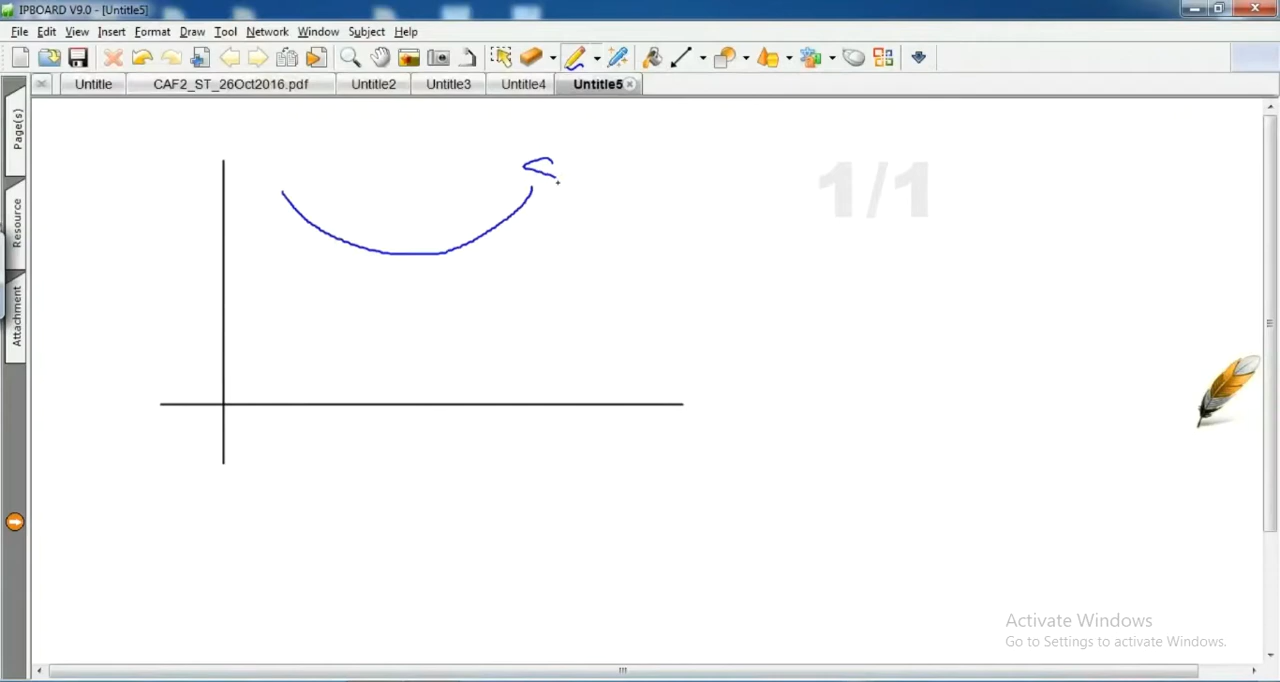 IPBOARD V9.0 - [Untitle5]
File Edit View Insert Format Draw Tool Network Window Subject Help
Untitle CAF2_ST_26Oct2016.pdf Untitle2 Untitle3 Untitle4 Untitle5
Page(s)
Resource
Attachment
1/1
Activate Windows
Go to Settings to activate Windows.